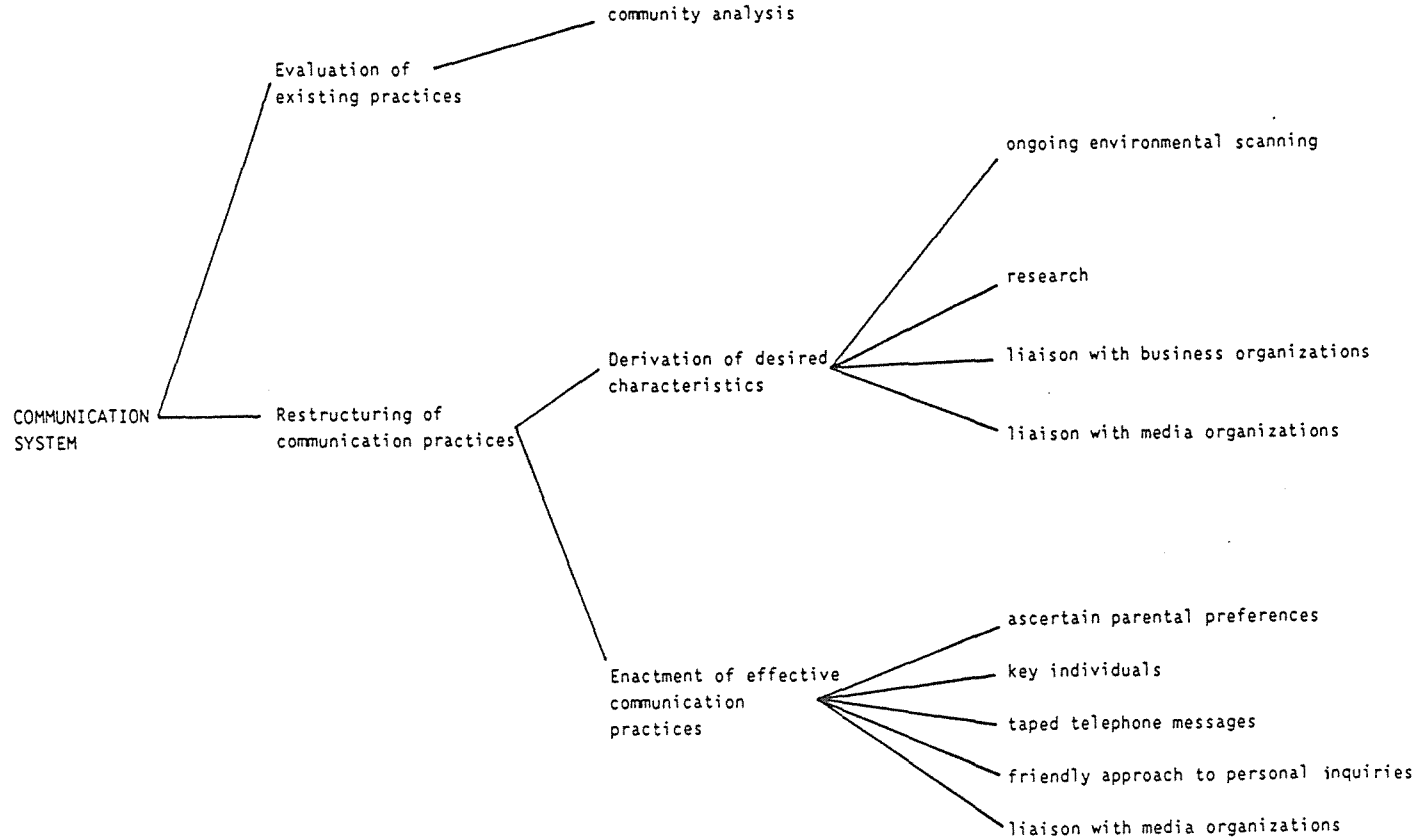 community analysis
Evaluation of
existing practices
ongoing environmental scanning
research
liaison with business organizations
Derivation of desired
characteristics
liaison with media organizations
COMMUNICATION
SYSTEM
Restructuring of
communication practices
ascertain parental preferences
key individuals
Enactment of effective
communication
practices
taped telephone messages
friendly approach to personal inquiries
liaison with media organizations